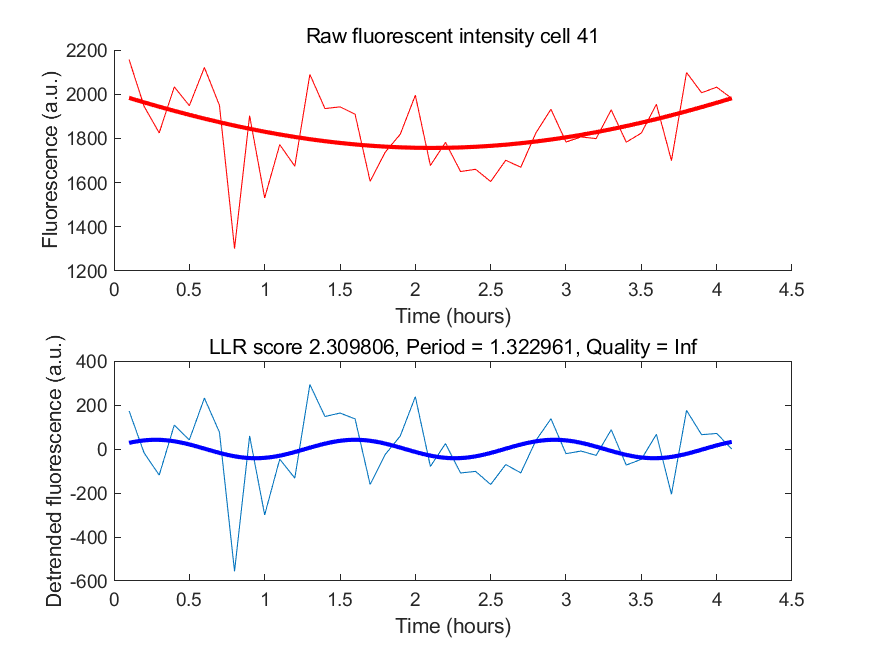 Raw fluorescent intensity cell 41
Fluorescence (a.u.)
2200
2000
1800
1600
1400
1200
0 0.5 1 1.5 2 2.5 3 3.5 4 4.5
Time (hours)
LLR score 2.309806, Period = 1.322961, Quality = Inf
Detrended fluorescence (a.u.)
400
200
0
-200
-400
-600
0 0.5 1 1.5 2 2.5 3 3.5 4 4.5
Time (hours)